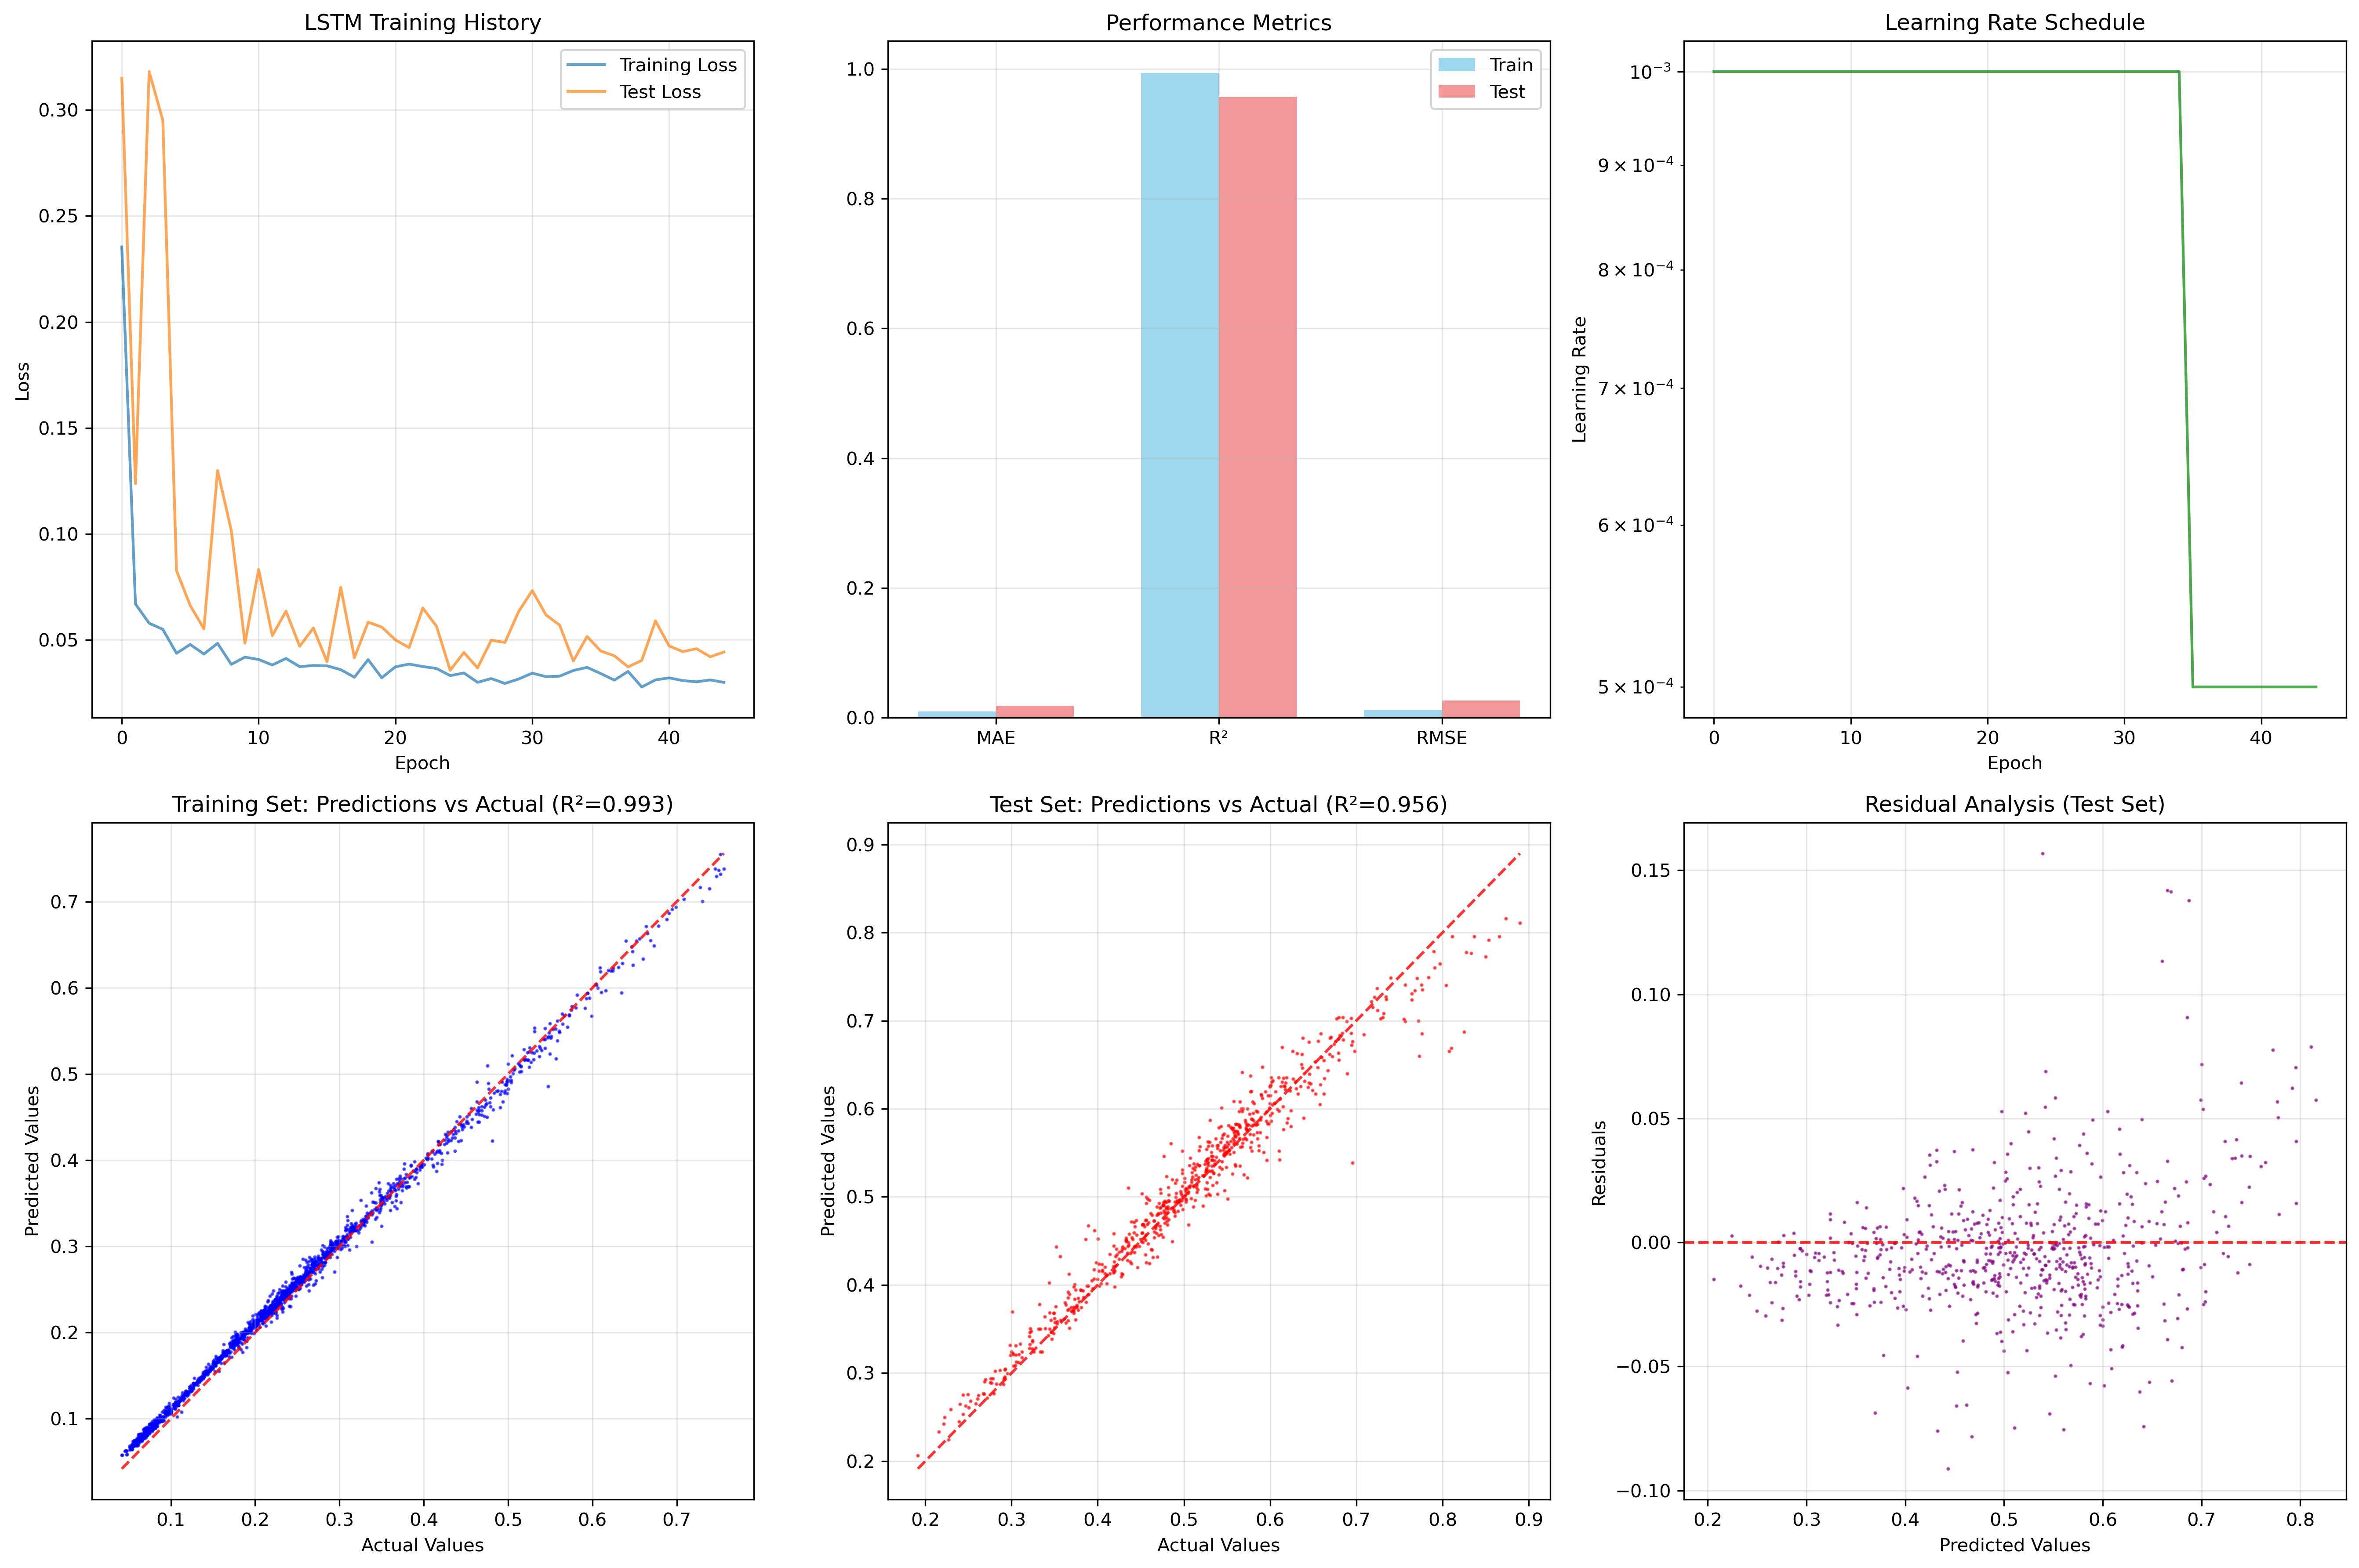 LSTM Training History
Training Loss
Test Loss
0.30
0.25
0.20
0.15
0.10
0.05
Loss
0 10 20 30 40
Epoch
Performance Metrics
Train
Test
1.0
0.8
0.6
0.4
0.2
0.0
MAE R² RMSE
Learning Rate Schedule
10⁻³
9 × 10⁻⁴
8 × 10⁻⁴
7 × 10⁻⁴
6 × 10⁻⁴
5 × 10⁻⁴
Learning Rate
0 10 20 30 40
Epoch
Training Set: Predictions vs Actual (R²=0.993)
0.7
0.6
0.5
0.4
0.3
0.2
0.1
Predicted Values
0.1 0.2 0.3 0.4 0.5 0.6 0.7
Actual Values
Test Set: Predictions vs Actual (R²=0.956)
0.9
0.8
0.7
0.6
0.5
0.4
0.3
0.2
Predicted Values
0.2 0.3 0.4 0.5 0.6 0.7 0.8 0.9
Actual Values
Residual Analysis (Test Set)
0.15
0.10
0.05
0.00
−0.05
−0.10
Residuals
0.2 0.3 0.4 0.5 0.6 0.7 0.8
Predicted Values